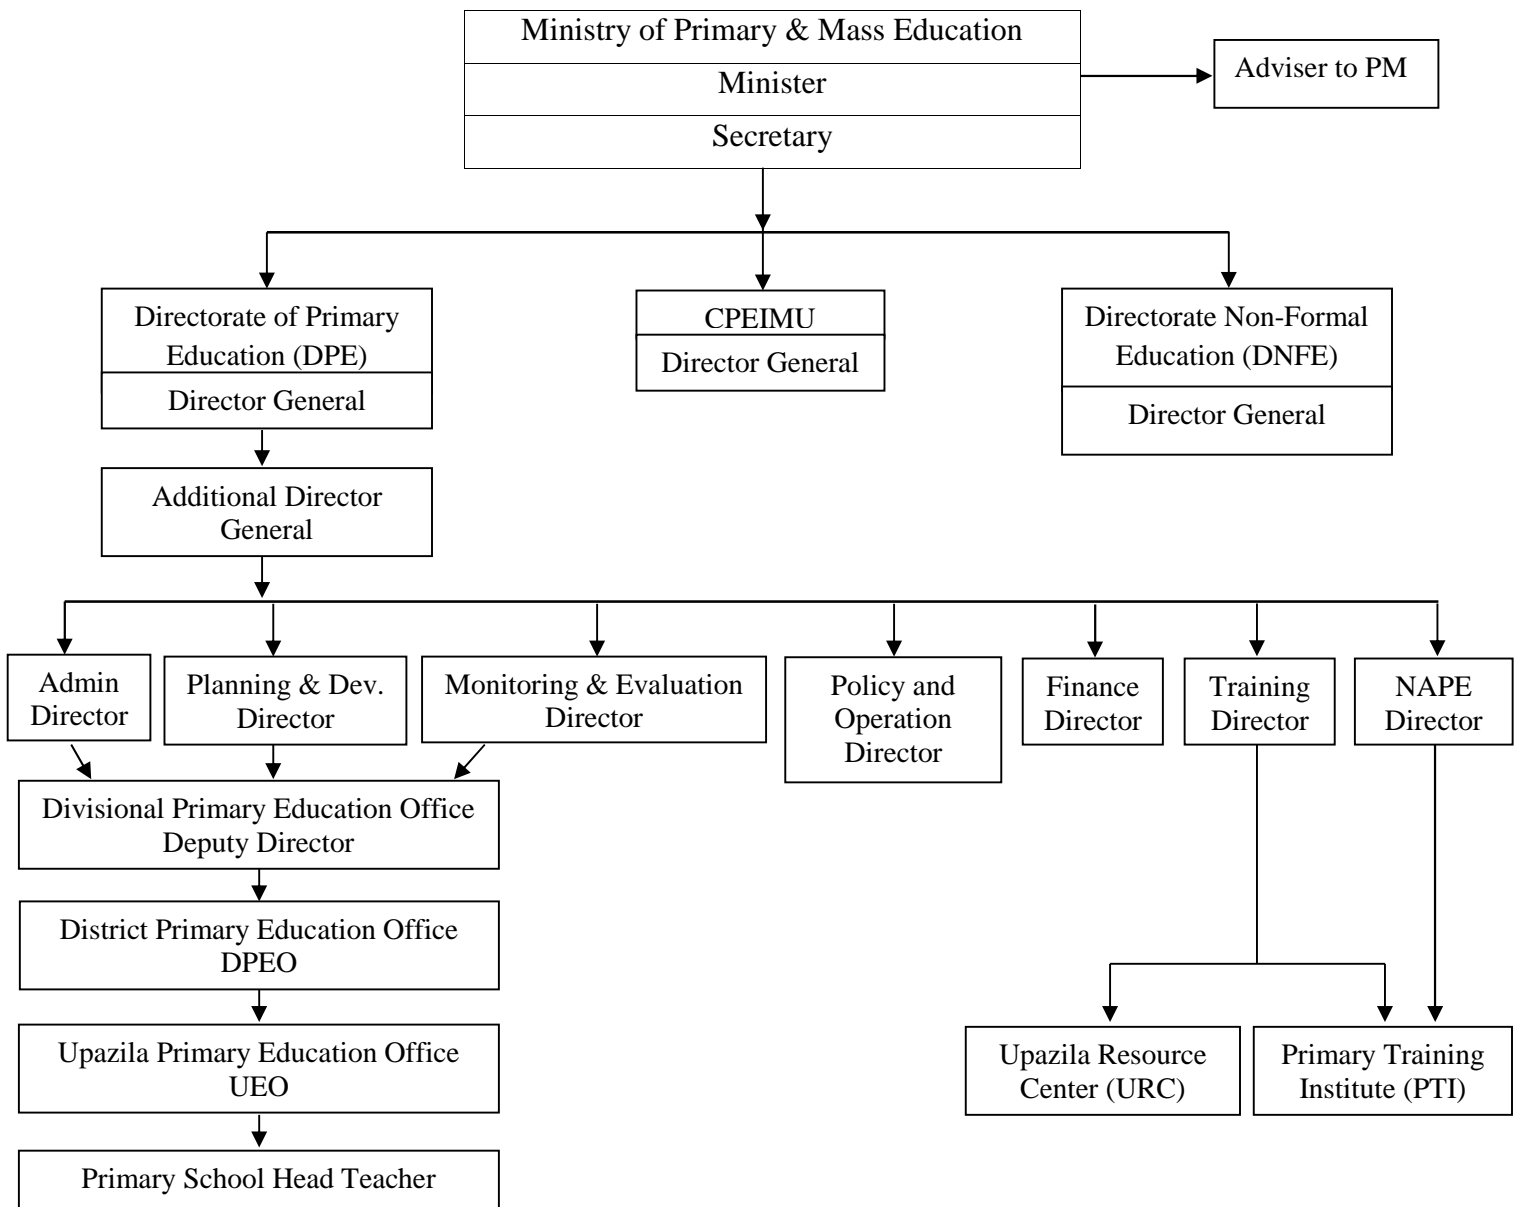 Ministry of Primary & Mass Education
Minister
Secretary
Adviser to PM
Directorate of Primary
Education (DPE)
Director General
CPEIMU
Director General
Directorate Non-Formal
Education (DNFE)
Director General
Additional Director
General
Admin
Director
Planning & Dev.
Director
Monitoring & Evaluation
Director
Policy and
Operation
Director
Finance
Director
Training
Director
NAPE
Director
Divisional Primary Education Office
Deputy Director
District Primary Education Office
DPEO
Upazila Primary Education Office
UEO
Upazila Resource
Center (URC)
Primary Training
Institute (PTI)
Primary School Head Teacher